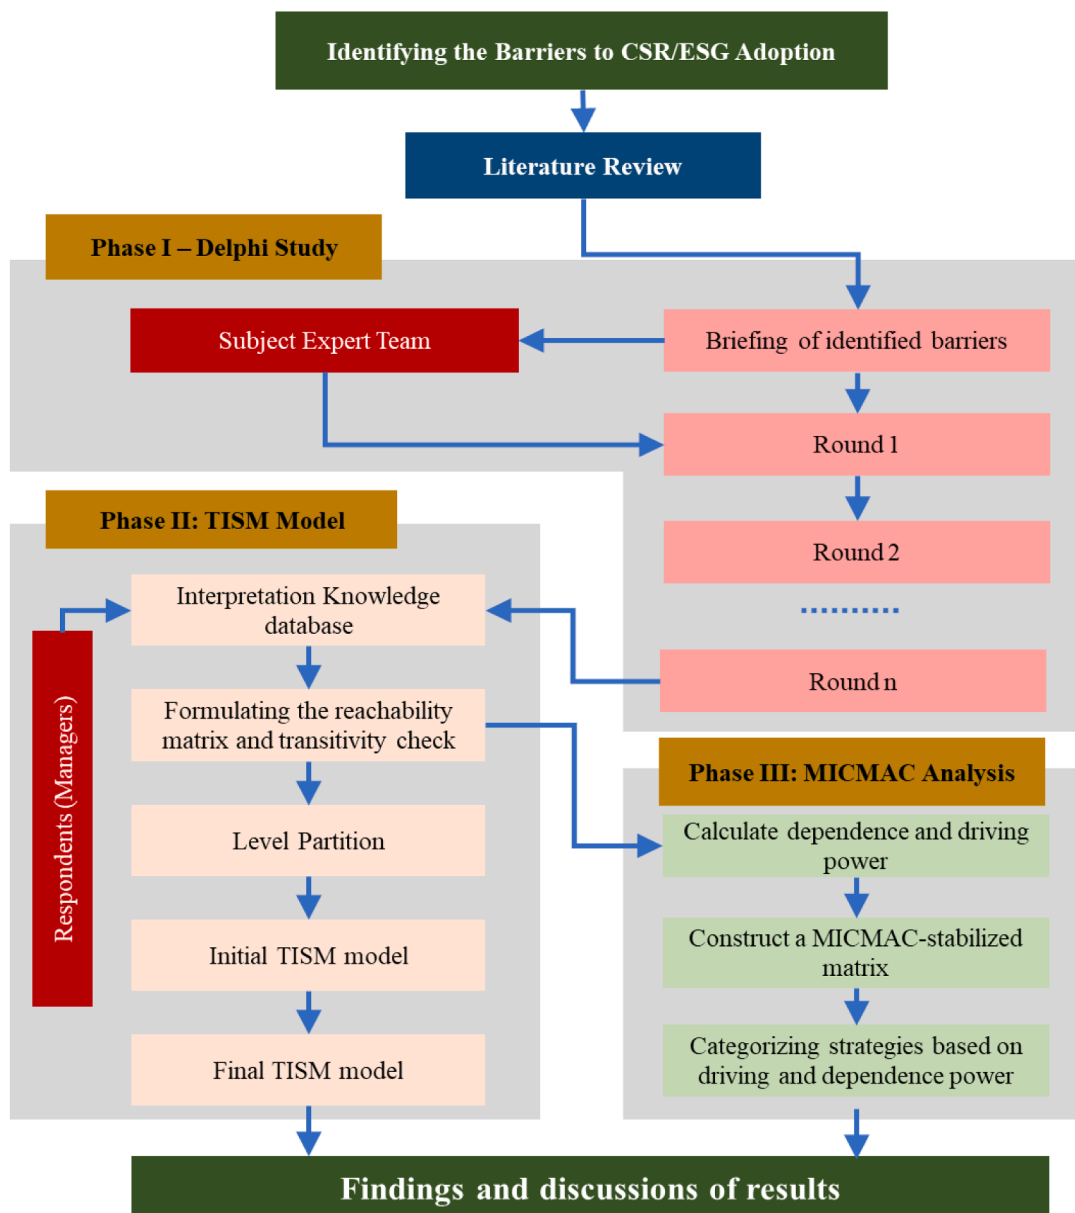 Identifying the Barriers to CSR/ESG Adoption
Literature Review
Phase I – Delphi Study
Subject Expert Team
Briefing of identified barriers
Round 1
Round 2
Round n
Phase II: TISM Model
Respondents (Managers)
Interpretation Knowledge
database
Formulating the reachability
matrix and transitivity check
Level Partition
Initial TISM model
Final TISM model
Phase III: MICMAC Analysis
Calculate dependence and driving
power
Construct a MICMAC-stabilized
matrix
Categorizing strategies based on
driving and dependence power
Findings and discussions of results